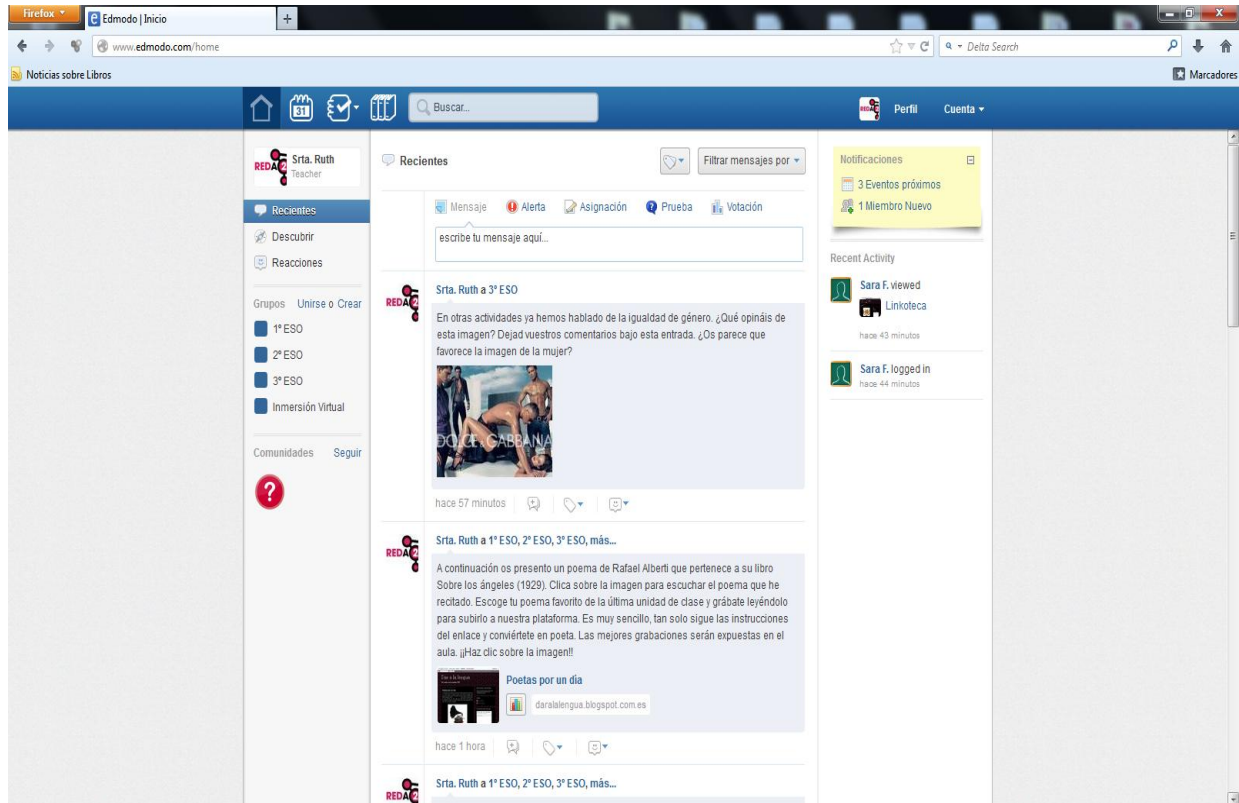 Firefox
Edmodo | Inicio
www.edmodo.com/home
Delta Search
Noticias sobre Libros
Marcadores
31
Buscar...
REDA2
Perfil
Cuenta
REDA2
Srta. Ruth
Teacher
Recientes
Descubrir
Reacciones
Grupos Unirse o Crear
1º ESO
2º ESO
3º ESO
Inmersión Virtual
Comunidades Seguir
?
Recientes
Filtrar mensajes por
Mensaje Alerta Asignación Prueba Votación
escribe tu mensaje aquí...
REDA2
Srta. Ruth a 3º ESO
En otras actividades ya hemos hablado de la igualdad de género. ¿Qué opináis de
esta imagen? Dejad vuestros comentarios bajo esta entrada. ¿Os parece que
favorece la imagen de la mujer?
DOLCE & GABBANA
hace 57 minutos
REDA2
Srta. Ruth a 1º ESO, 2º ESO, 3º ESO, más...
A continuación os presento un poema de Rafael Alberti que pertenece a su libro
Sobre los ángeles (1929). Clica sobre la imagen para escuchar el poema que he
recitado. Escoge tu poema favorito de la última unidad de clase y grábate leyéndolo
para subirlo a nuestra plataforma. Es muy sencillo, tan solo sigue las instrucciones
del enlace y conviértete en poeta. Las mejores grabaciones serán expuestas en el
aula. ¡¡Haz clic sobre la imagen!!
Poetas por un día
daralalengua.blogspot.com.es
hace 1 hora
REDA2
Srta. Ruth a 1º ESO, 2º ESO, 3º ESO, más...
Notificaciones
3 Eventos próximos
1 Miembro Nuevo
Recent Activity
Sara F. viewed
Linkoteca
hace 43 minutos
Sara F. logged in
hace 44 minutos